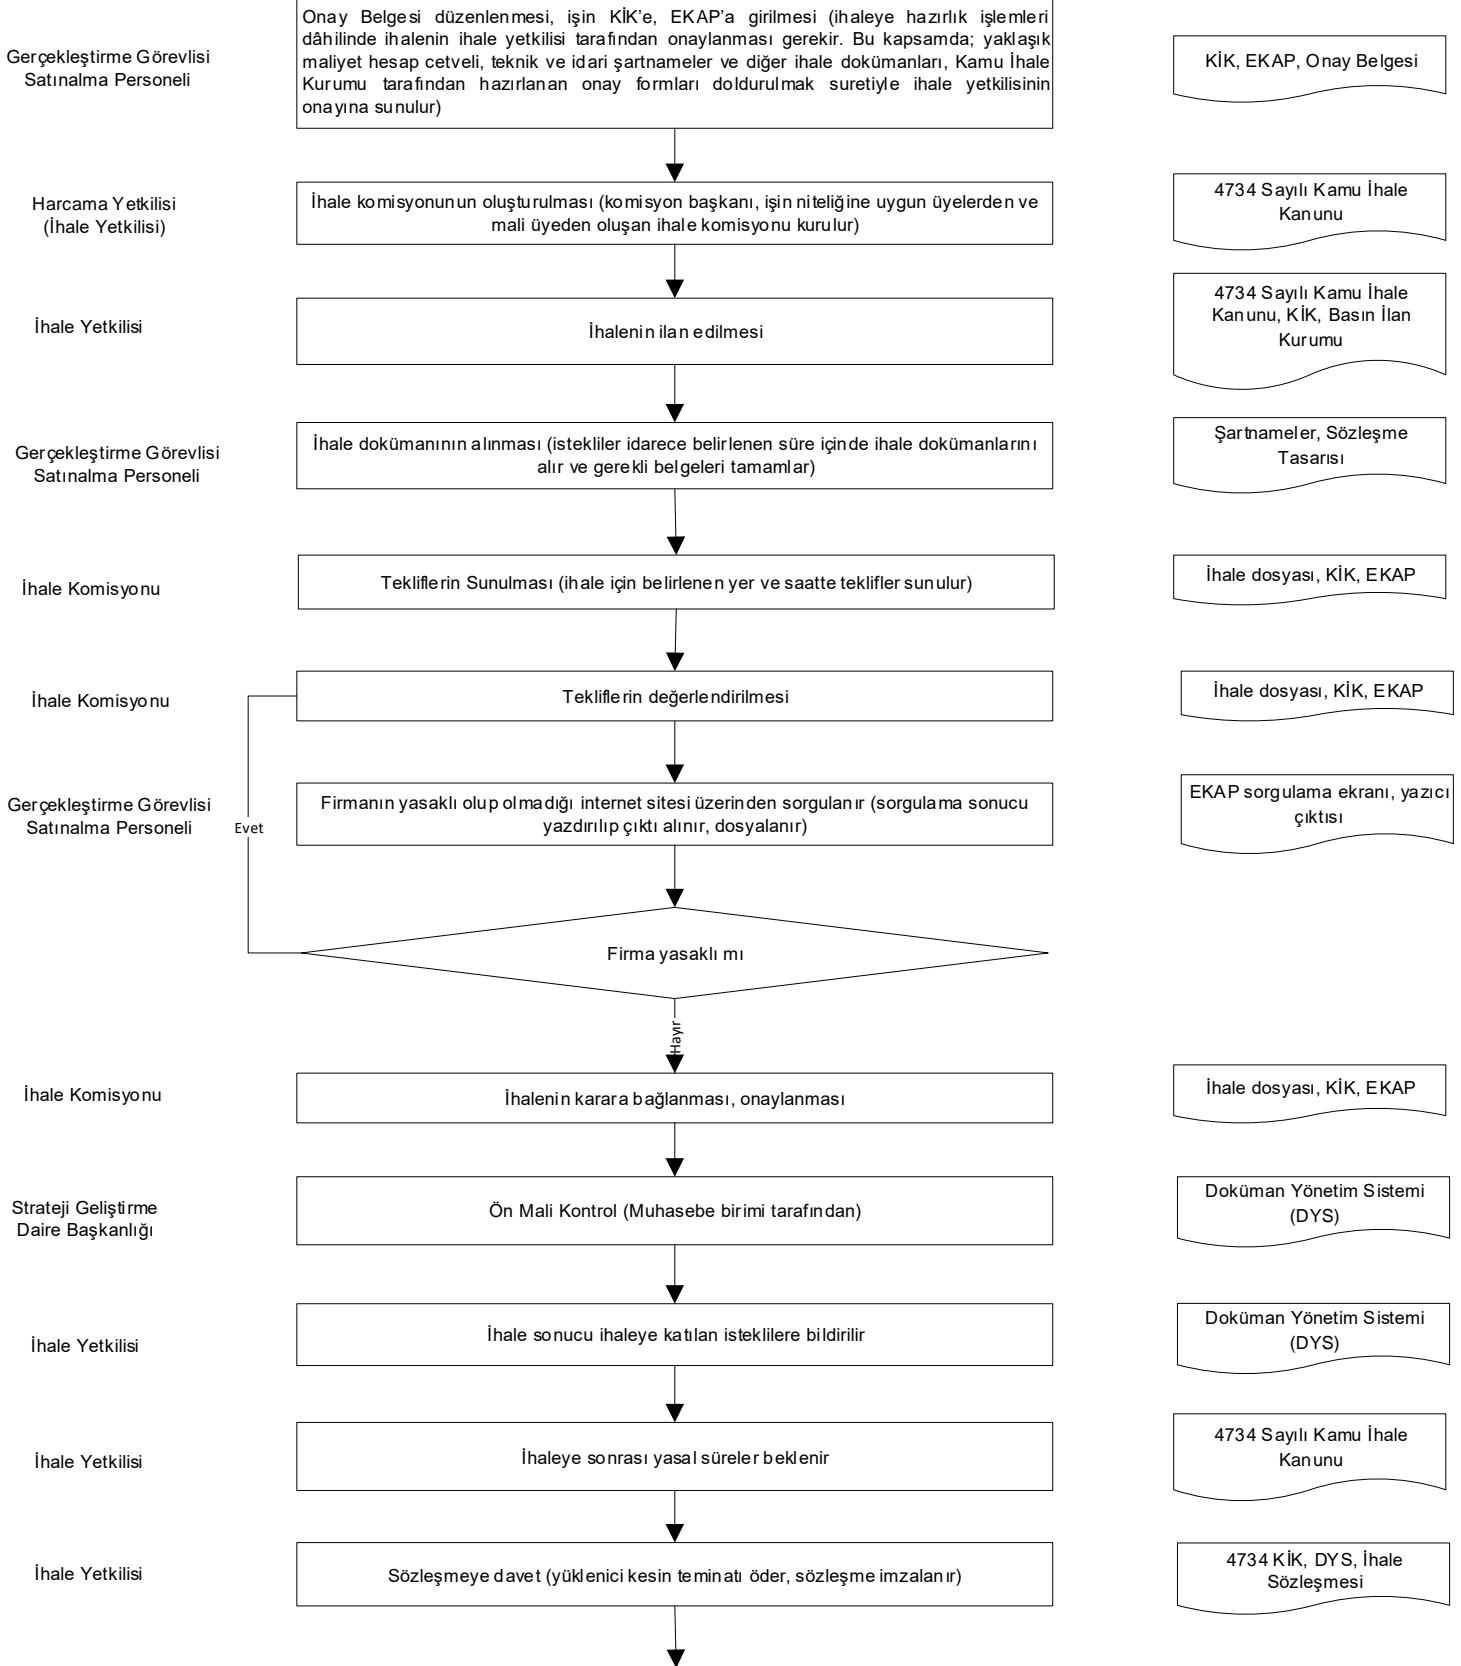 Gerçekleştirme Görevlisi
Satınalma Personeli
Onay Belgesi düzenlenmesi, işin KİK’e, EKAP’a girilmesi (ihaleye hazırlık işlemleri
dâhilinde ihalenin ihale yetkilisi tarafından onaylanması gerekir. Bu kapsamda; yaklaşık
maliyet hesap cetveli, teknik ve idari şartnameler ve diğer ihale dokümanları, Kamu İhale
Kurumu tarafından hazırlanan onay formları doldurulmak suretiyle ihale yetkilisinin
onayına sunulur)
KİK, EKAP, Onay Belgesi
Harcama Yetkilisi
(İhale Yetkilisi)
İhale komisyonunun oluşturulması (komisyon başkanı, işin niteliğine uygun üyelerden ve
mali üyeden oluşan ihale komisyonu kurulur)
4734 Sayılı Kamu İhale
Kanunu
İhale Yetkilisi
İhalenin ilan edilmesi
4734 Sayılı Kamu İhale
Kanunu, KİK, Basın İlan
Kurumu
Gerçekleştirme Görevlisi
Satınalma Personeli
İhale dokümanının alınması (istekliler idarece belirlenen süre içinde ihale dokümanlarını
alır ve gerekli belgeleri tamamlar)
Şartnameler, Sözleşme
Tasarısı
İhale Komisyonu
Tekliflerin Sunulması (ihale için belirlenen yer ve saatte teklifler sunulur)
İhale dosyası, KİK, EKAP
İhale Komisyonu
Tekliflerin değerlendirilmesi
İhale dosyası, KİK, EKAP
Gerçekleştirme Görevlisi
Satınalma Personeli
Evet
Firmanın yasaklı olup olmadığı internet sitesi üzerinden sorgulanır (sorgulama sonucu
yazdırılıp çıktı alınır, dosyalanır)
EKAP sorgulama ekranı, yazıcı
çıktısı
Firma yasaklı mı
Hayır
İhale Komisyonu
İhalenin karara bağlanması, onaylanması
İhale dosyası, KİK, EKAP
Strateji Geliştirme
Daire Başkanlığı
Ön Mali Kontrol (Muhasebe birimi tarafından)
Doküman Yönetim Sistemi
(DYS)
İhale Yetkilisi
İhale sonucu ihaleye katılan isteklilere bildirilir
Doküman Yönetim Sistemi
(DYS)
İhale Yetkilisi
İhaleye sonrası yasal süreler beklenir
4734 Sayılı Kamu İhale
Kanunu
İhale Yetkilisi
Sözleşmeye davet (yüklenici kesin teminatı öder, sözleşme imzalanır)
4734 KİK, DYS, İhale
Sözleşmesi